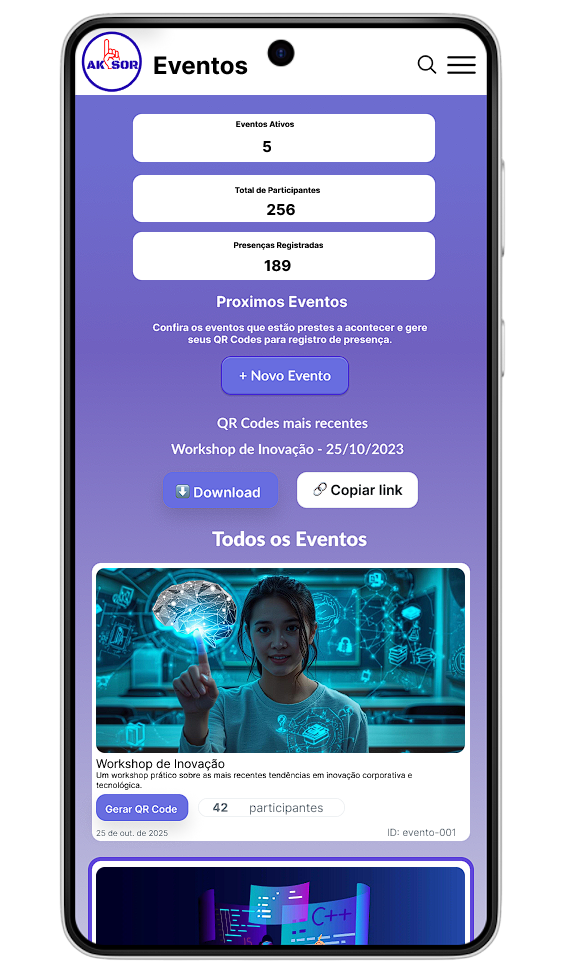 AK SOR
Eventos
Eventos Ativos
5
Total de Participantes
256
Presenças Registradas
189
Proximos Eventos
Confira os eventos que estão prestes a acontecer e gere
seus QR Codes para registro de presença.
+ Novo Evento
QR Codes mais recentes
Workshop de Inovação - 25/10/2023
Download
Copiar link
Todos os Eventos
Workshop de Inovação
Um workshop prático sobre as mais recentes tendências em inovação corporativa e
tecnológica.
Gerar QR Code
42 participantes
25 de out. de 2025
ID: evento-001
C++